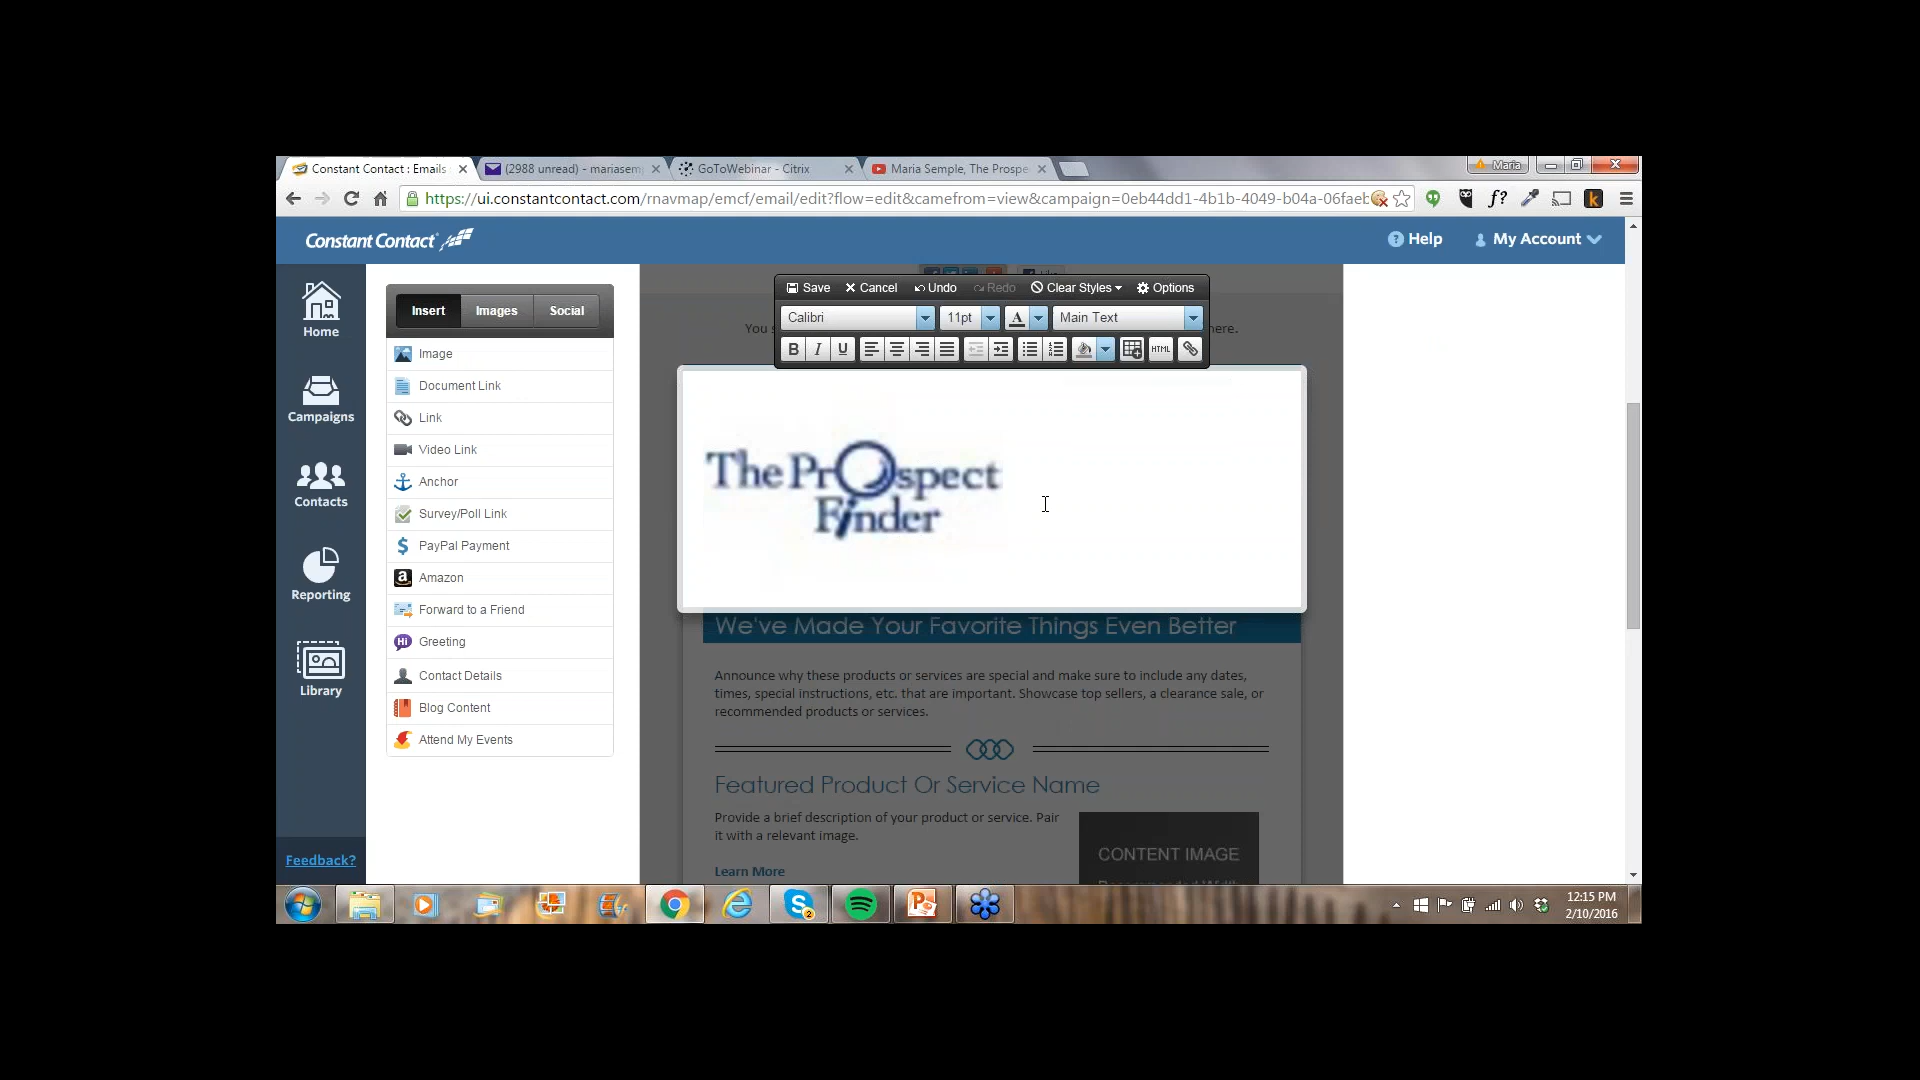 Constant Contact : Emails
(2988 unread) - mariasem
GoToWebinar - Citrix
Maria Semple, The Prospe
Maria
https://ui.constantcontact.com/rnavmap/emcf/email/edit?flow=edit&camefrom=view&campaign=0eb44dd1-4b1b-4049-b04a-06faeb
f?
k
Constant Contact
Help
My Account
Home
Campaigns
Contacts
Reporting
Library
Feedback?
Insert
Images
Social
Image
Document Link
Link
Video Link
Anchor
Survey/Poll Link
PayPal Payment
Amazon
Forward to a Friend
Hi
Greeting
Contact Details
Blog Content
Attend My Events
Save
Cancel
Undo
Redo
Clear Styles
Options
Calibri
11pt
A
Main Text
B
I
U
HTML
You
here.
The Prospect
Finder
We've Made Your Favorite Things Even Better
Announce why these products or services are special and make sure to include any dates,
times, special instructions, etc. that are important. Showcase top sellers, a clearance sale, or
recommended products or services.
Featured Product Or Service Name
Provide a brief description of your product or service. Pair
it with a relevant image.
Learn More
CONTENT IMAGE
12:15 PM
2/10/2016